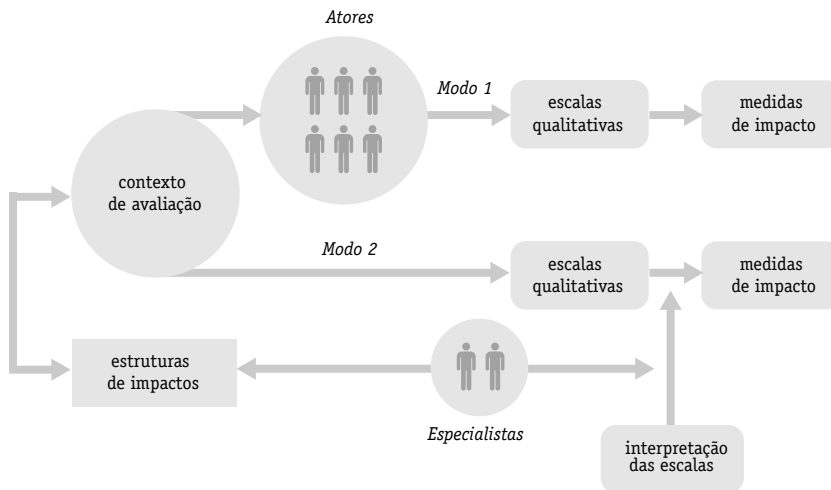 Atores
Modo 1
escalas
qualitativas
medidas
de impacto
contexto
de avaliação
Modo 2
escalas
qualitativas
medidas
de impacto
estruturas
de impactos
Especialistas
interpretação
das escalas